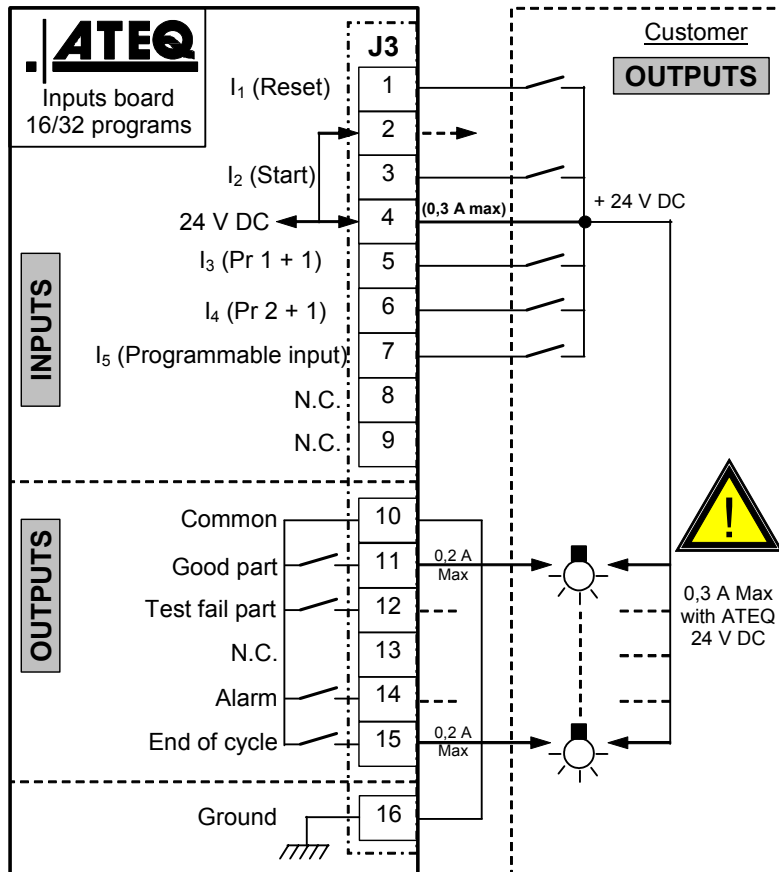 ATEQ
Inputs board
16/32 programs
J3
Customer
OUTPUTS
I₁ (Reset)
1
2
I₂ (Start)
3
24 V DC
4
(0,3 A max)
+ 24 V DC
I₃ (Pr 1 + 1)
5
I₄ (Pr 2 + 1)
6
I₅ (Programmable input)
7
N.C.
8
N.C.
9
INPUTS
OUTPUTS
Common
10
Good part
11
0,2 A
Max
Test fail part
12
N.C.
13
Alarm
14
End of cycle
15
0,2 A
Max
Ground
16
!
0,3 A Max
with ATEQ
24 V DC